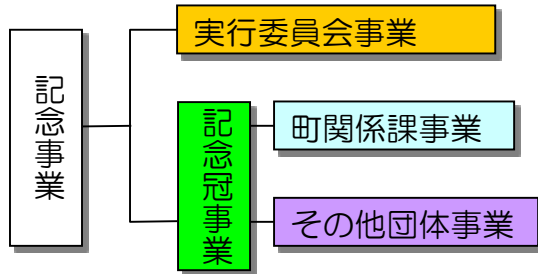 記念事業
実行委員会事業
記念冠事業
町関係課事業
その他団体事業